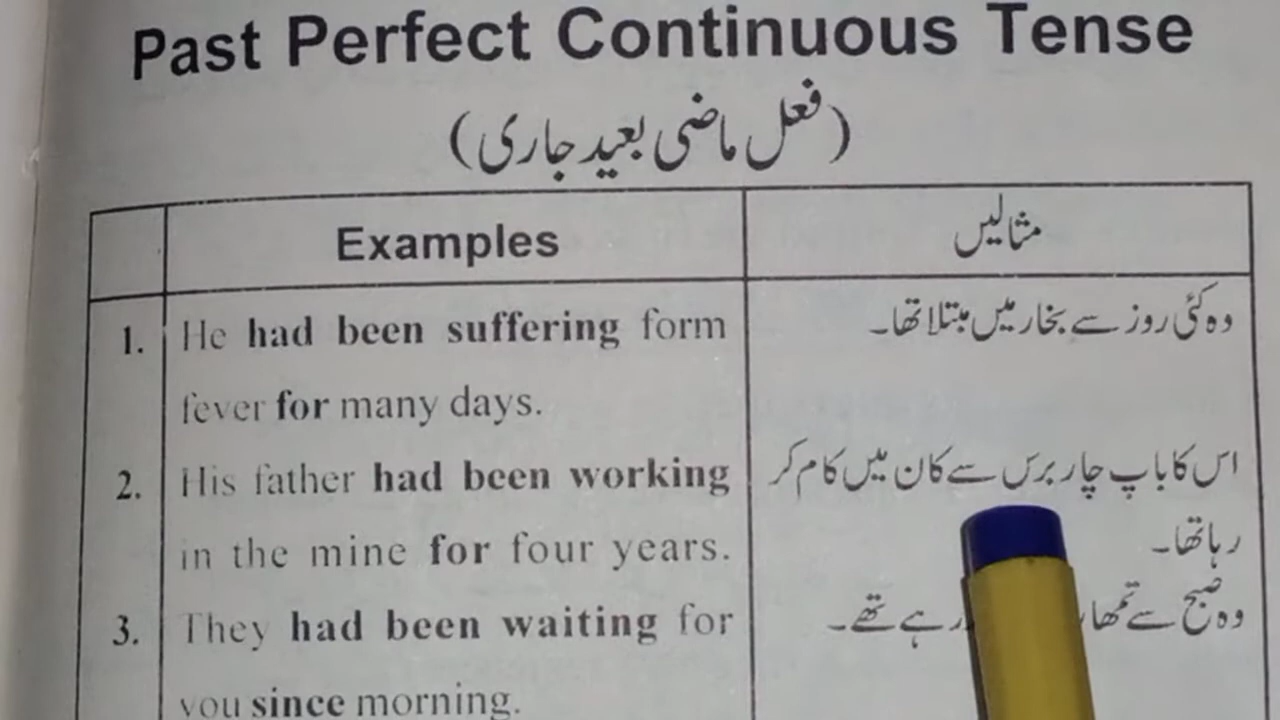 Past Perfect Continuous Tense
(فعل ماضی بعید جاری)
Examples
مثالیں
1. He had been suffering form
fever for many days.
وہ کئی روز سے بخار میں مبتلا تھا۔
2. His father had been working
in the mine for four years.
اس کا باپ چار برس سے کان میں کام کر
رہا تھا۔
3. They had been waiting for
you since morning.
وہ صبح سے رہے تھے۔